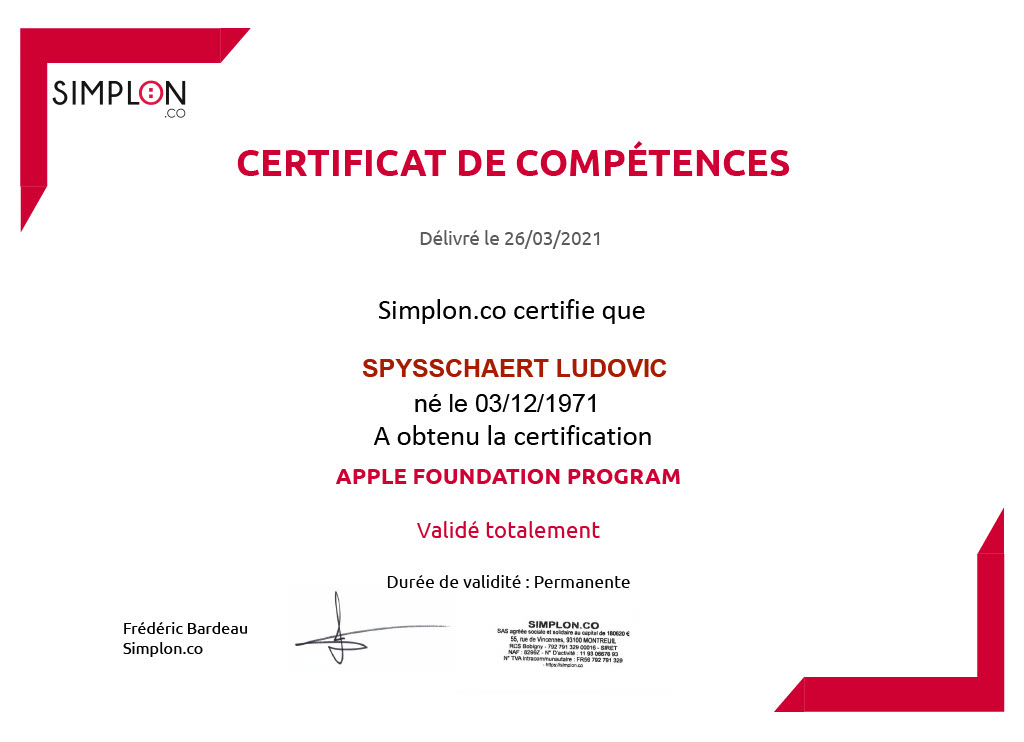 SIMPLON
.CO
CERTIFICAT DE COMPÉTENCES
Délivré le 26/03/2021
Simplon.co certifie que
SPYSSCHAERT LUDOVIC
né le 03/12/1971
A obtenu la certification
APPLE FOUNDATION PROGRAM
Validé totalement
Durée de validité : Permanente
Frédéric Bardeau
Simplon.co
SIMPLON.CO
SAS agréée sociale et solidaire au capital de 180620 €
55, rue de Vincennes, 93100 MONTREUIL
RCS Bobigny - 792 791 329 00016 - SIRET
NAF : 8299Z - N° D'activité : 11 93 06676 93
N° TVA Intracommunautaire : FR56 792 791 329
- https://simplon.co